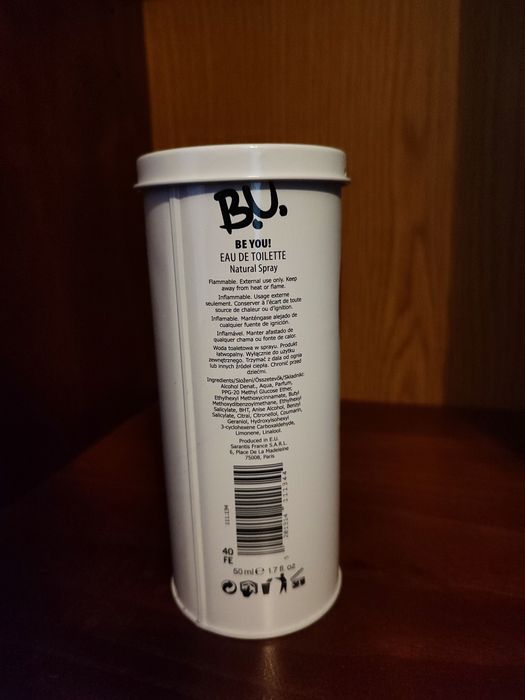 B.U.
BE YOU!
EAU DE TOILETTE
Natural Spray
Flammable. External use only. Keep
away from heat or flame.
Inflammable. Usage externe
seulement. Conserver à l'écart de toute
source de chaleur ou d'ignition.
Inflamable. Manténgase alejado de
cualquier fuente de ignición.
Inflamável. Manter afastado de
qualquer chama ou fonte de calor.
Woda toaletowa w sprayu. Produkt
łatwopalny. Wyłącznie do użytku
zewnętrznego. Trzymać z dala od ognia
lub innych źródeł ciepła. Chronić przed
dziećmi.
Ingredients/Složení/Összetevők/Składniki:
Alcohol Denat., Aqua, Parfum,
PPG-20 Methyl Glucose Ether,
Ethylhexyl Methoxycinnamate, Butyl
Methoxydibenzoylmethane, Ethylhexyl
Salicylate, BHT, Anise Alcohol, Benzyl
Salicylate, Citral, Citronellol, Coumarin,
Geraniol, Hydroxyisohexyl
3-cyclohexene Carboxaldehyde,
Limonene, Linalool.
Produced in E.U.
Sarantis France S.A.R.L.
6, Place De La Madeleine
75008, Paris
40
FE
50 ml e 1.7 fl. oz